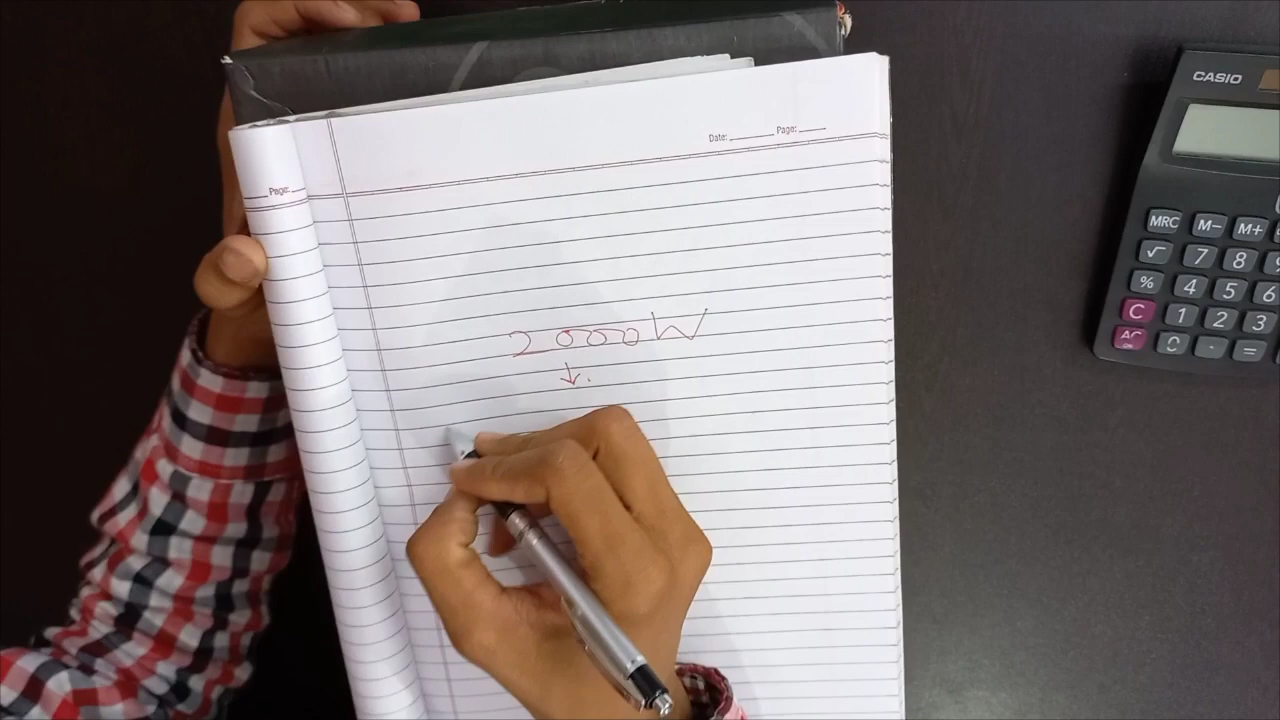 Date: Page:
Page:
2000W
↓.
CASIO
MRC M- M+
√ 7 8
% 4 5 6
C 1 2 3
AC 0 . =